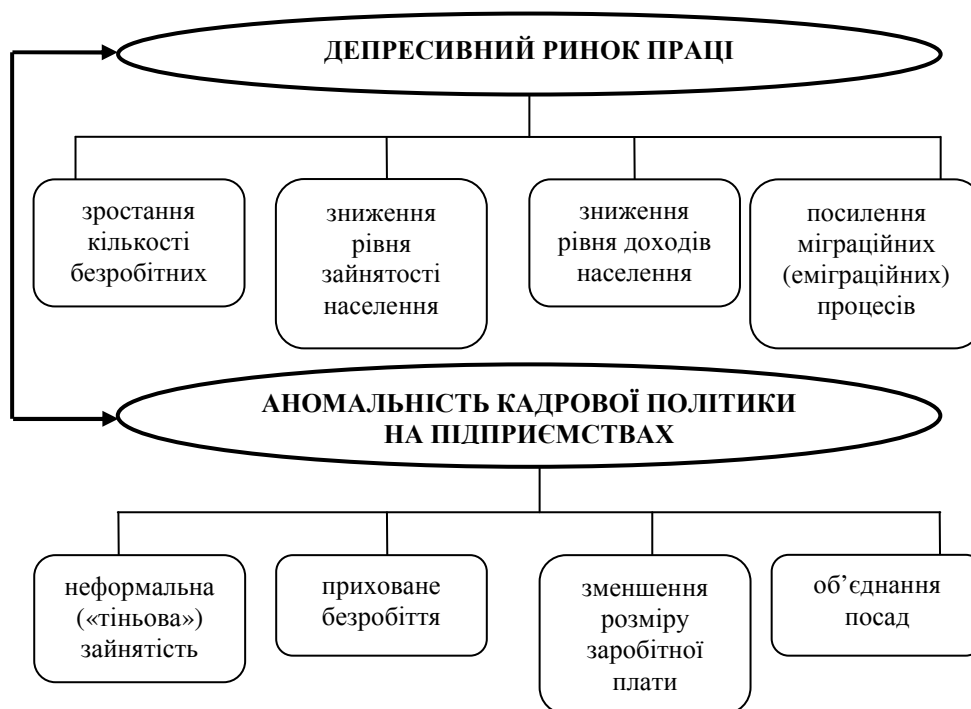 ДЕПРЕСИВНИЙ РИНОК ПРАЦІ
зростання
кількості
безробітних
зниження
рівня
зайнятості
населення
зниження
рівня доходів
населення
посилення
міграційних
(еміграційних)
процесів
АНОМАЛЬНІСТЬ КАДРОВОЇ ПОЛІТИКИ
НА ПІДПРИЄМСТВАХ
неформальна
(«тіньова»)
зайнятість
приховане
безробіття
зменшення
розміру
заробітної
плати
об’єднання
посад